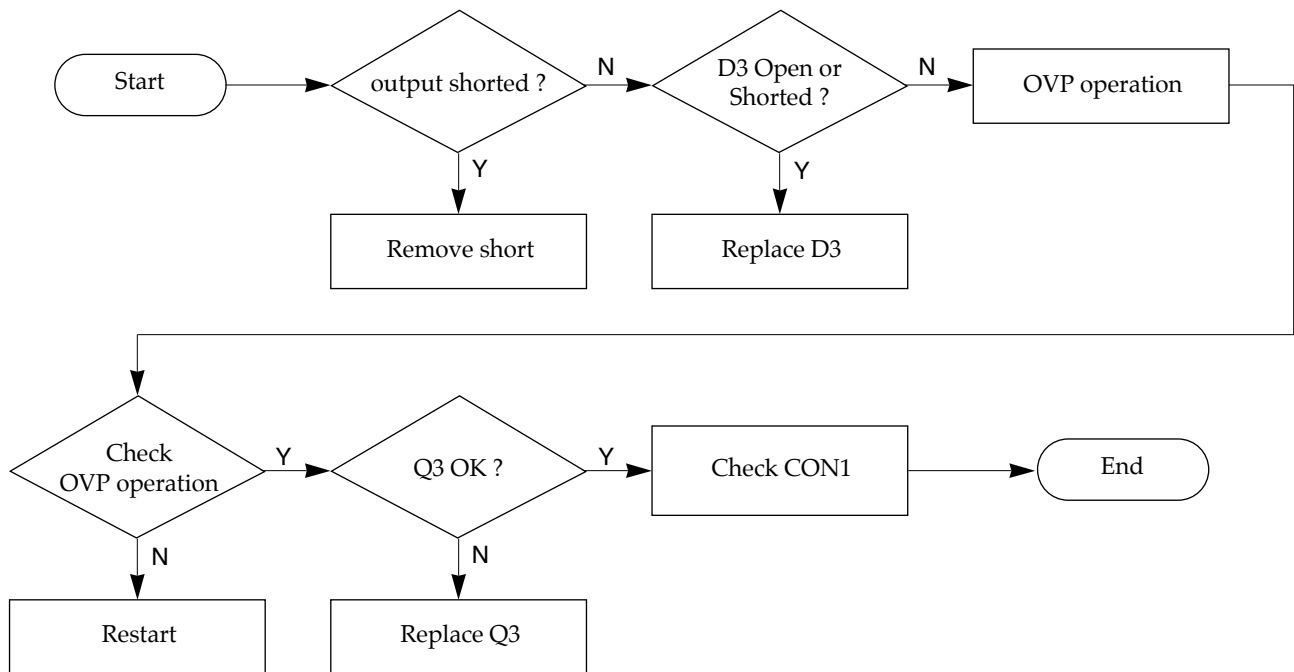 Start
output shorted ?
N
D3 Open or
Shorted ?
N
OVP operation
Y
Y
Remove short
Replace D3
Check
OVP operation
Y
Q3 OK ?
Y
Check CON1
End
N
N
Restart
Replace Q3